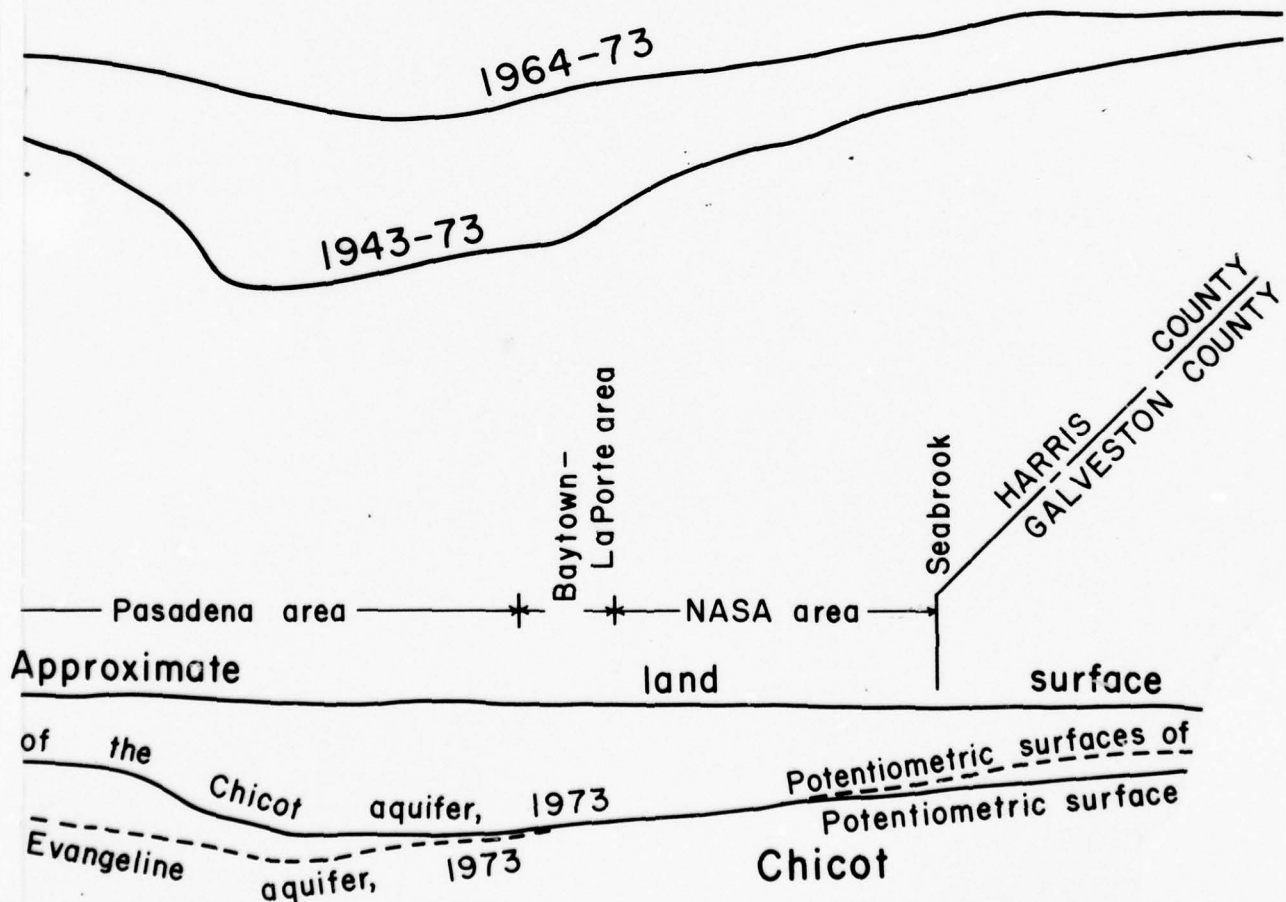 1964-73
1943-73
HARRIS COUNTY
GALVESTON COUNTY
Baytown-
LaPorte area
Seabrook
Pasadena area
NASA area
Approximate land surface
of the Chicot aquifer, 1973
Potentiometric surfaces of
Potentiometric surface
Evangeline aquifer, 1973
Chicot